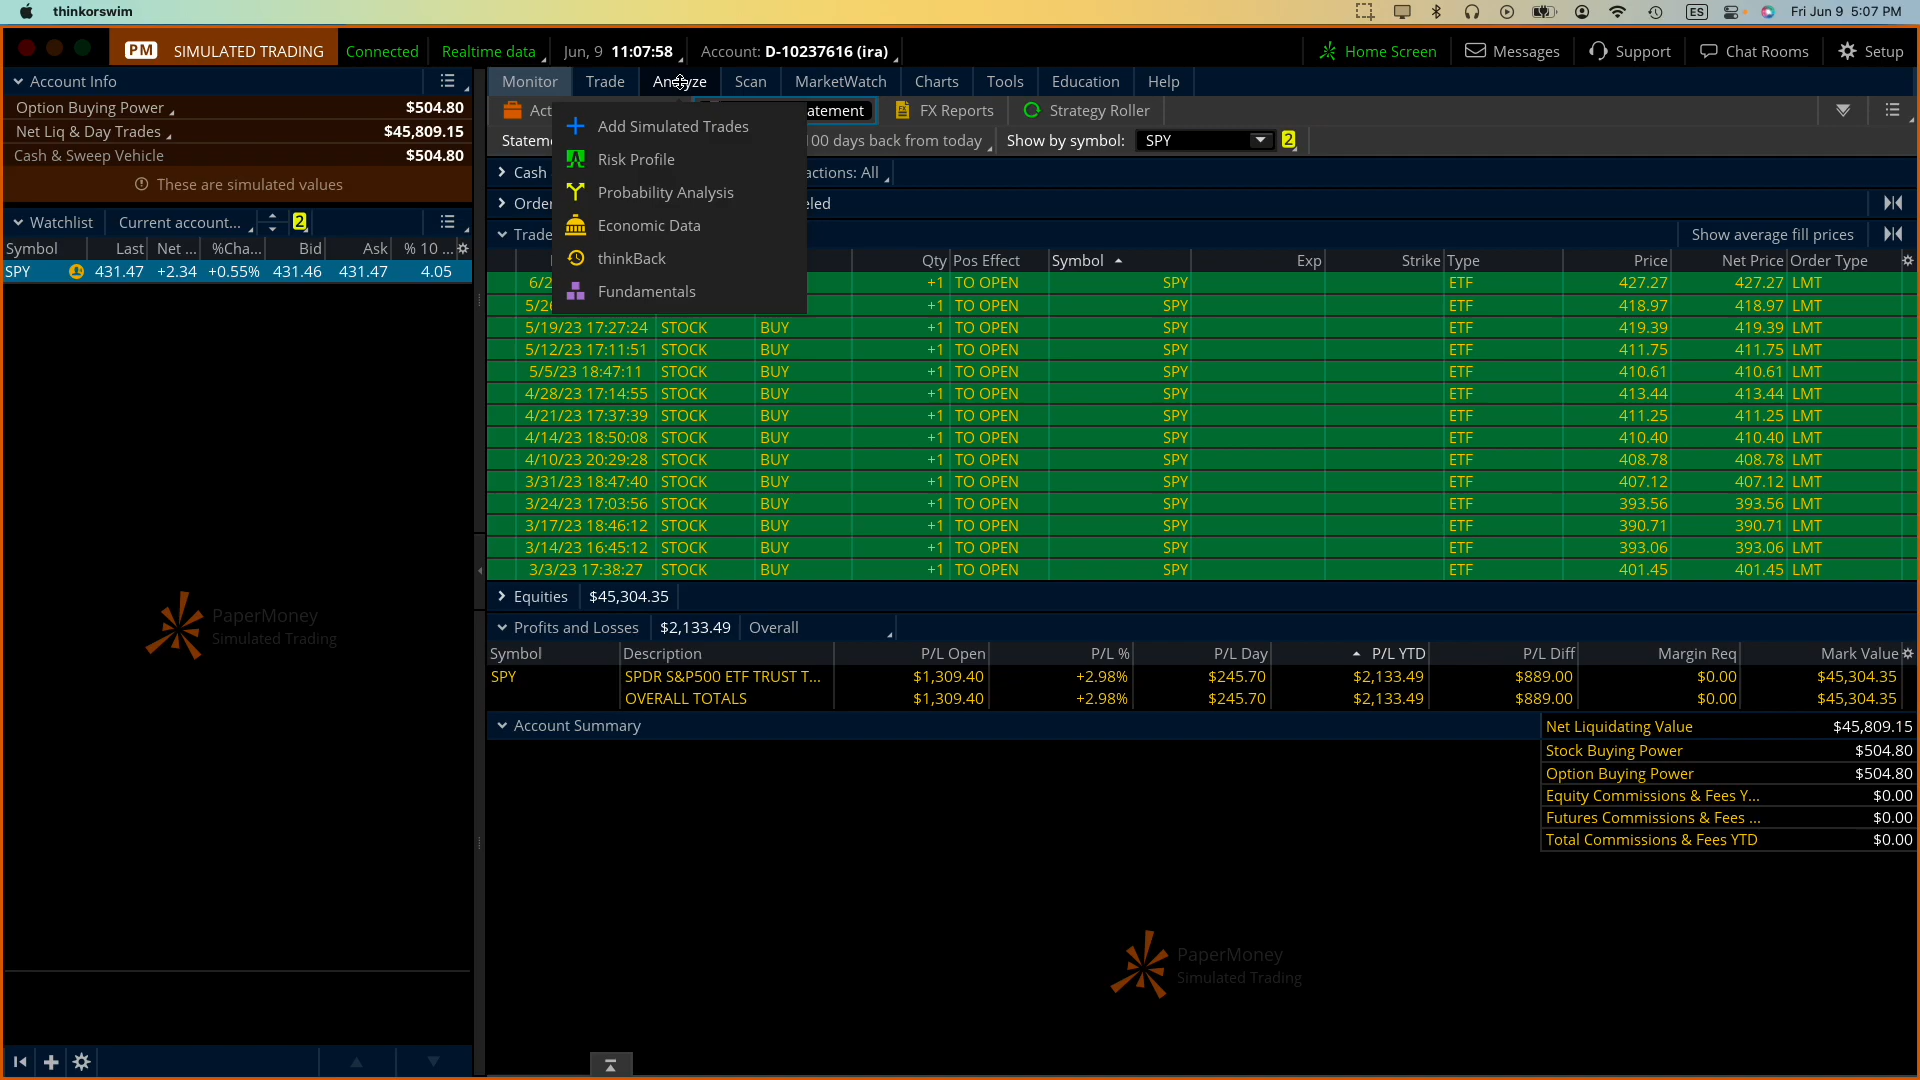 thinkorswim
ES
Fri Jun 9 5:07 PM
PM SIMULATED TRADING Connected Realtime data Jun, 9 11:07:58 Account: D-10237616 (ira) Home Screen Messages Support Chat Rooms Setup
Account Info
Option Buying Power $504.80
Net Liq & Day Trades $45,809.15
Cash & Sweep Vehicle $504.80
These are simulated values
Watchlist Current account... 2
Symbol Last Net ... %Cha... Bid Ask % 10 ...
SPY 431.47 +2.34 +0.55% 431.46 431.47 4.05
PaperMoney
Simulated Trading
Monitor Trade Analyze Scan MarketWatch Charts Tools Education Help
Act atement FX Reports Strategy Roller
Add Simulated Trades
Risk Profile
Probability Analysis
Economic Data
thinkBack
Fundamentals
Stateme 00 days back from today Show by symbol: SPY 2
Cash actions: All
Order eled
Trade Show average fill prices
Qty Pos Effect Symbol Exp Strike Type Price Net Price Order Type
6/2 +1 TO OPEN SPY ETF 427.27 427.27 LMT
5/26 +1 TO OPEN SPY ETF 418.97 418.97 LMT
5/19/23 17:27:24 STOCK BUY +1 TO OPEN SPY ETF 419.39 419.39 LMT
5/12/23 17:11:51 STOCK BUY +1 TO OPEN SPY ETF 411.75 411.75 LMT
5/5/23 18:47:11 STOCK BUY +1 TO OPEN SPY ETF 410.61 410.61 LMT
4/28/23 17:14:55 STOCK BUY +1 TO OPEN SPY ETF 413.44 413.44 LMT
4/21/23 17:37:39 STOCK BUY +1 TO OPEN SPY ETF 411.25 411.25 LMT
4/14/23 18:50:08 STOCK BUY +1 TO OPEN SPY ETF 410.40 410.40 LMT
4/10/23 20:29:28 STOCK BUY +1 TO OPEN SPY ETF 408.78 408.78 LMT
3/31/23 18:47:40 STOCK BUY +1 TO OPEN SPY ETF 407.12 407.12 LMT
3/24/23 17:03:56 STOCK BUY +1 TO OPEN SPY ETF 393.56 393.56 LMT
3/17/23 18:46:12 STOCK BUY +1 TO OPEN SPY ETF 390.71 390.71 LMT
3/14/23 16:45:12 STOCK BUY +1 TO OPEN SPY ETF 393.06 393.06 LMT
3/3/23 17:38:27 STOCK BUY +1 TO OPEN SPY ETF 401.45 401.45 LMT
Equities $45,304.35
Profits and Losses $2,133.49 Overall
Symbol Description P/L Open P/L % P/L Day P/L YTD P/L Diff Margin Req Mark Value
SPY SPDR S&P500 ETF TRUST T... $1,309.40 +2.98% $245.70 $2,133.49 $889.00 $0.00 $45,304.35
OVERALL TOTALS $1,309.40 +2.98% $245.70 $2,133.49 $889.00 $0.00 $45,304.35
Account Summary
Net Liquidating Value $45,809.15
Stock Buying Power $504.80
Option Buying Power $504.80
Equity Commissions & Fees Y... $0.00
Futures Commissions & Fees ... $0.00
Total Commissions & Fees YTD $0.00
PaperMoney
Simulated Trading